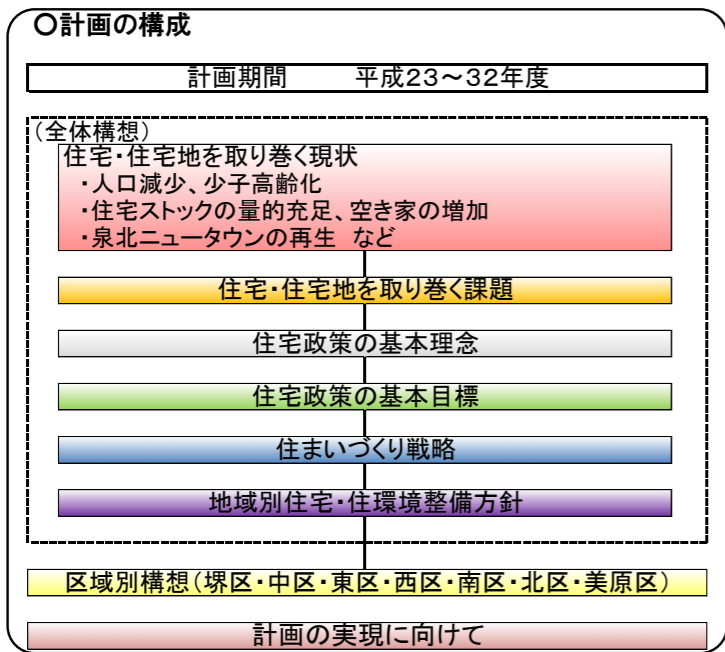 ○計画の構成
計画期間　　平成23～32年度
（全体構想）
住宅・住宅地を取り巻く現状
・人口減少、少子高齢化
・住宅ストックの量的充足、空き家の増加
・泉北ニュータウンの再生　など
住宅・住宅地を取り巻く課題
住宅政策の基本理念
住宅政策の基本目標
住まいづくり戦略
地域別住宅・住環境整備方針
区域別構想（堺区・中区・東区・西区・南区・北区・美原区）
計画の実現に向けて